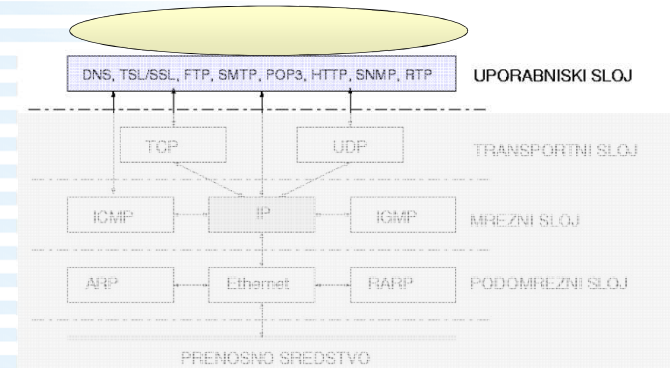 DNS, TSL/SSL, FTP, SMTP, POP3, HTTP, SNMP, RTP
UPORABNISKI SLOJ
TCP
UDP
TRANSPORTNI SLOJ
ICMP
IP
IGMP
MREZNI SLOJ
ARP
Ethernet
RARP
PODOMREZNI SLOJ
PRENOSNO SREDSTVO